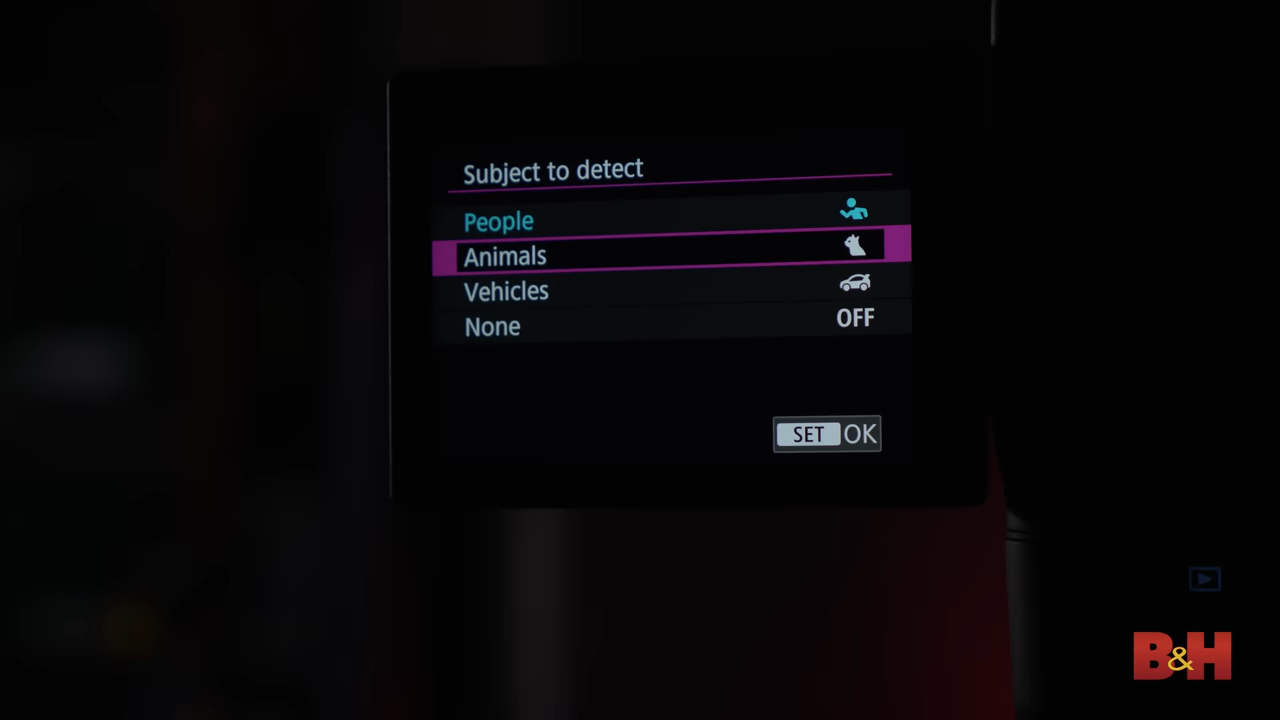 Subject to detect
People
Animals
Vehicles
None OFF
SET OK
B&H